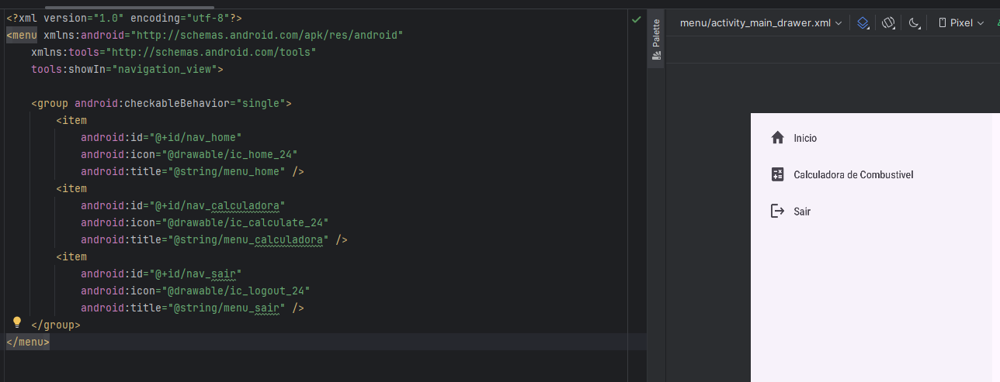 <?xml version="1.0" encoding="utf-8"?>
<menu xmlns:android="http://schemas.android.com/apk/res/android"
    xmlns:tools="http://schemas.android.com/tools"
    tools:showIn="navigation_view">

    <group android:checkableBehavior="single">
        <item
            android:id="@+id/nav_home"
            android:icon="@drawable/ic_home_24"
            android:title="@string/menu_home" />
        <item
            android:id="@+id/nav_calculadora"
            android:icon="@drawable/ic_calculate_24"
            android:title="@string/menu_calculadora" />
        <item
            android:id="@+id/nav_sair"
            android:icon="@drawable/ic_logout_24"
            android:title="@string/menu_sair" />
    </group>
</menu>
Palette
menu/activity_main_drawer.xml
Pixel
Inicio
Calculadora de Combustivel
Sair